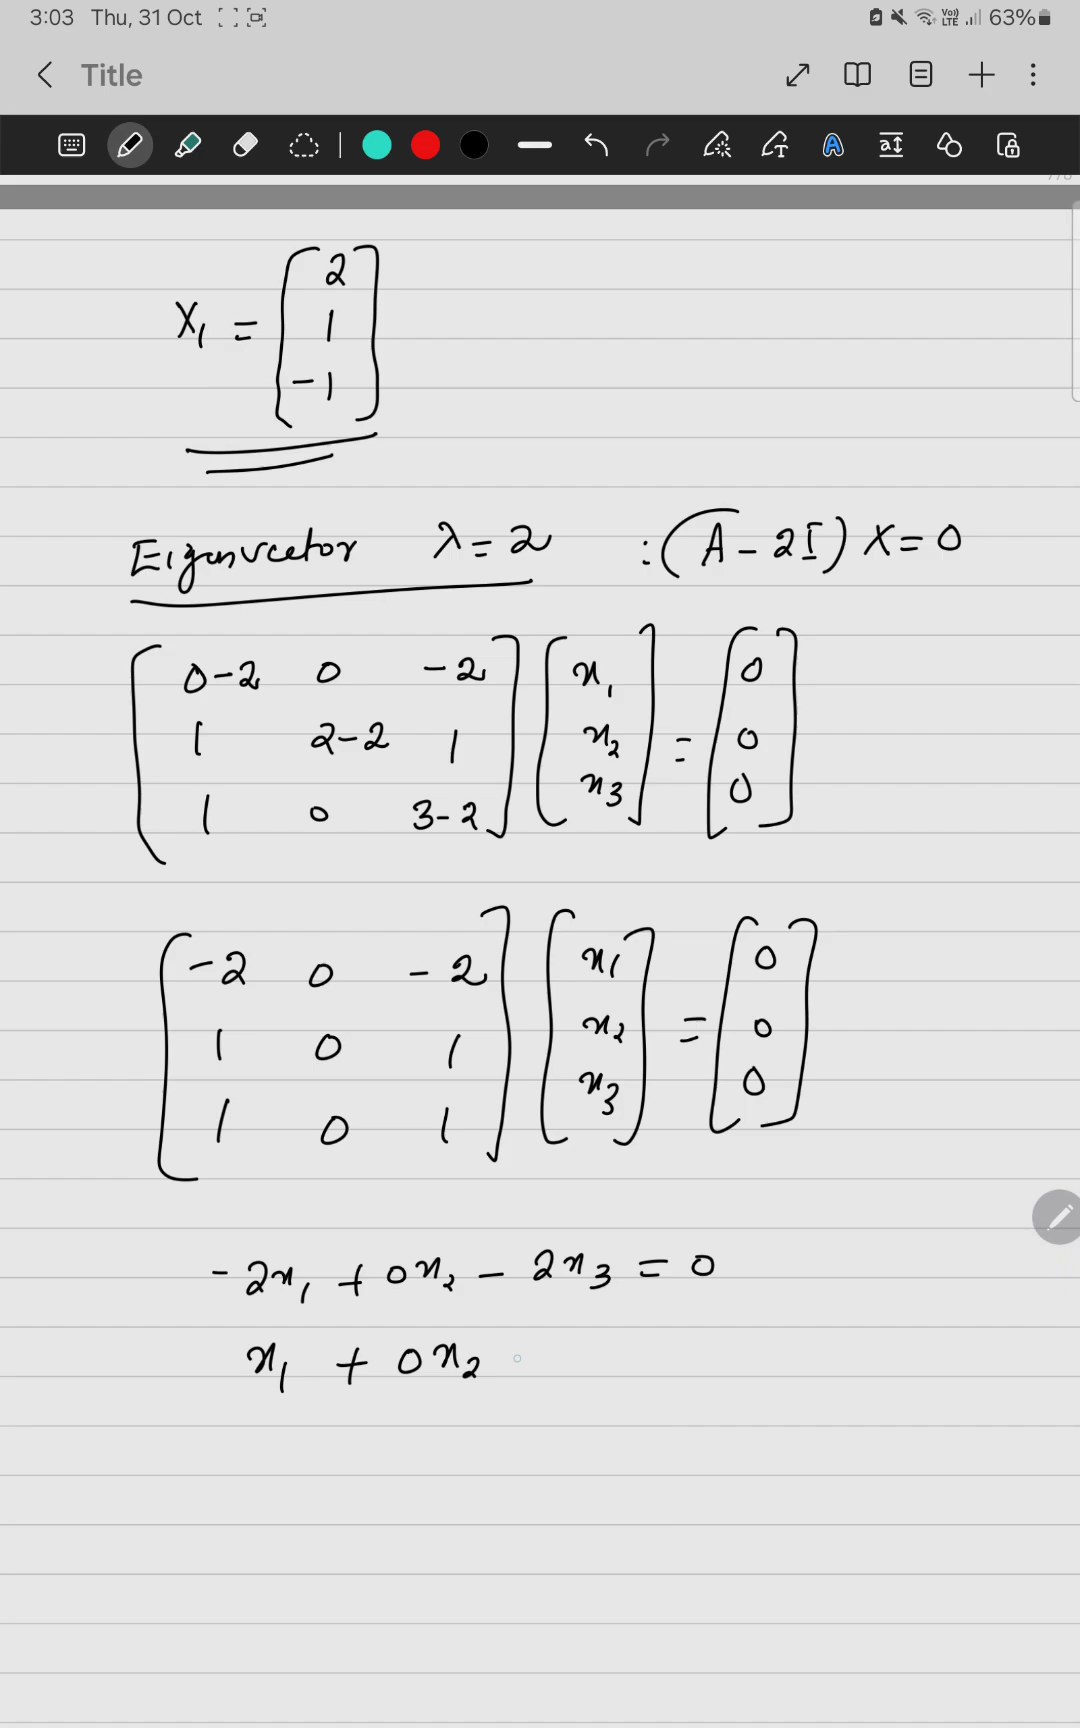 3:03 Thu, 31 Oct 63%
Title
X₁ = [2
1
-1]
Eigenvector λ = 2 : (A - 2I) X = 0
[0-2 0 -2] [x₁] = [0]
[1 2-2 1] [x₂] [0]
[1 0 3-2] [x₃] [0]
[-2 0 -2] [x₁] = [0]
[1 0 1] [x₂] [0]
[1 0 1] [x₃] [0]
-2x₁ + 0x₂ - 2x₃ = 0
x₁ + 0x₂